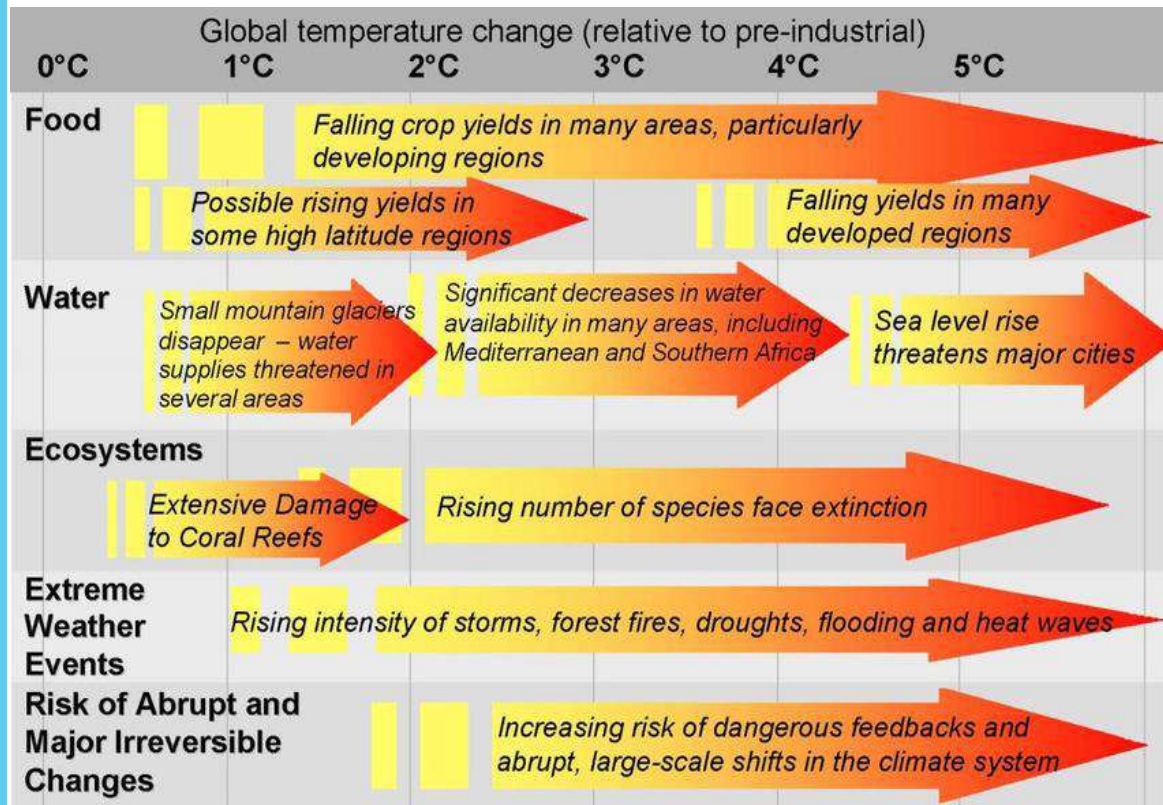 Global temperature change (relative to pre-industrial)
0°C 1°C 2°C 3°C 4°C 5°C
Food
Falling crop yields in many areas, particularly
developing regions
Possible rising yields in
some high latitude regions
Falling yields in many
developed regions
Water
Small mountain glaciers
disappear – water
supplies threatened in
several areas
Significant decreases in water
availability in many areas, including
Mediterranean and Southern Africa
Sea level rise
threatens major cities
Ecosystems
Extensive Damage
to Coral Reefs
Rising number of species face extinction
Extreme
Weather
Events
Rising intensity of storms, forest fires, droughts, flooding and heat waves
Risk of Abrupt and
Major Irreversible
Changes
Increasing risk of dangerous feedbacks and
abrupt, large-scale shifts in the climate system